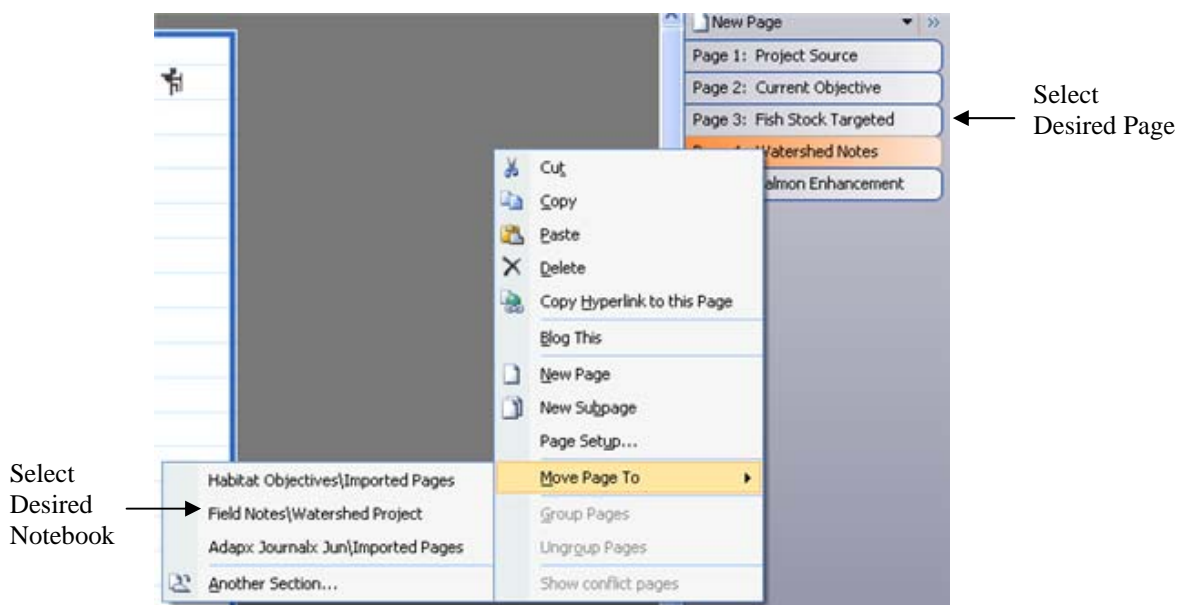 New Page
Page 1: Project Source
Page 2: Current Objective
Page 3: Fish Stock Targeted
Watershed Notes
Enhancement
Select
Desired Page
Cut
Copy
Paste
Delete
Copy Hyperlink to this Page
Blog This
New Page
New Subpage
Page Setup...
Move Page To
Group Pages
Ungroup Pages
Show conflict pages
Select
Desired
Notebook
Habitat Objectives\Imported Pages
Field Notes\Watershed Project
Adapx Journalx Jun\Imported Pages
Another Section...